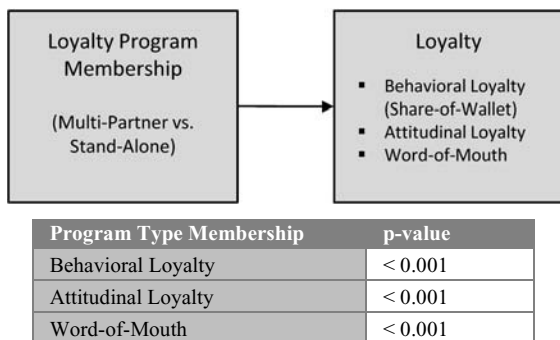 Loyalty Program
Membership
(Multi-Partner vs.
Stand-Alone)
Loyalty
▪ Behavioral Loyalty
(Share-of-Wallet)
▪ Attitudinal Loyalty
▪ Word-of-Mouth
Program Type Membership p-value
Behavioral Loyalty < 0.001
Attitudinal Loyalty < 0.001
Word-of-Mouth < 0.001